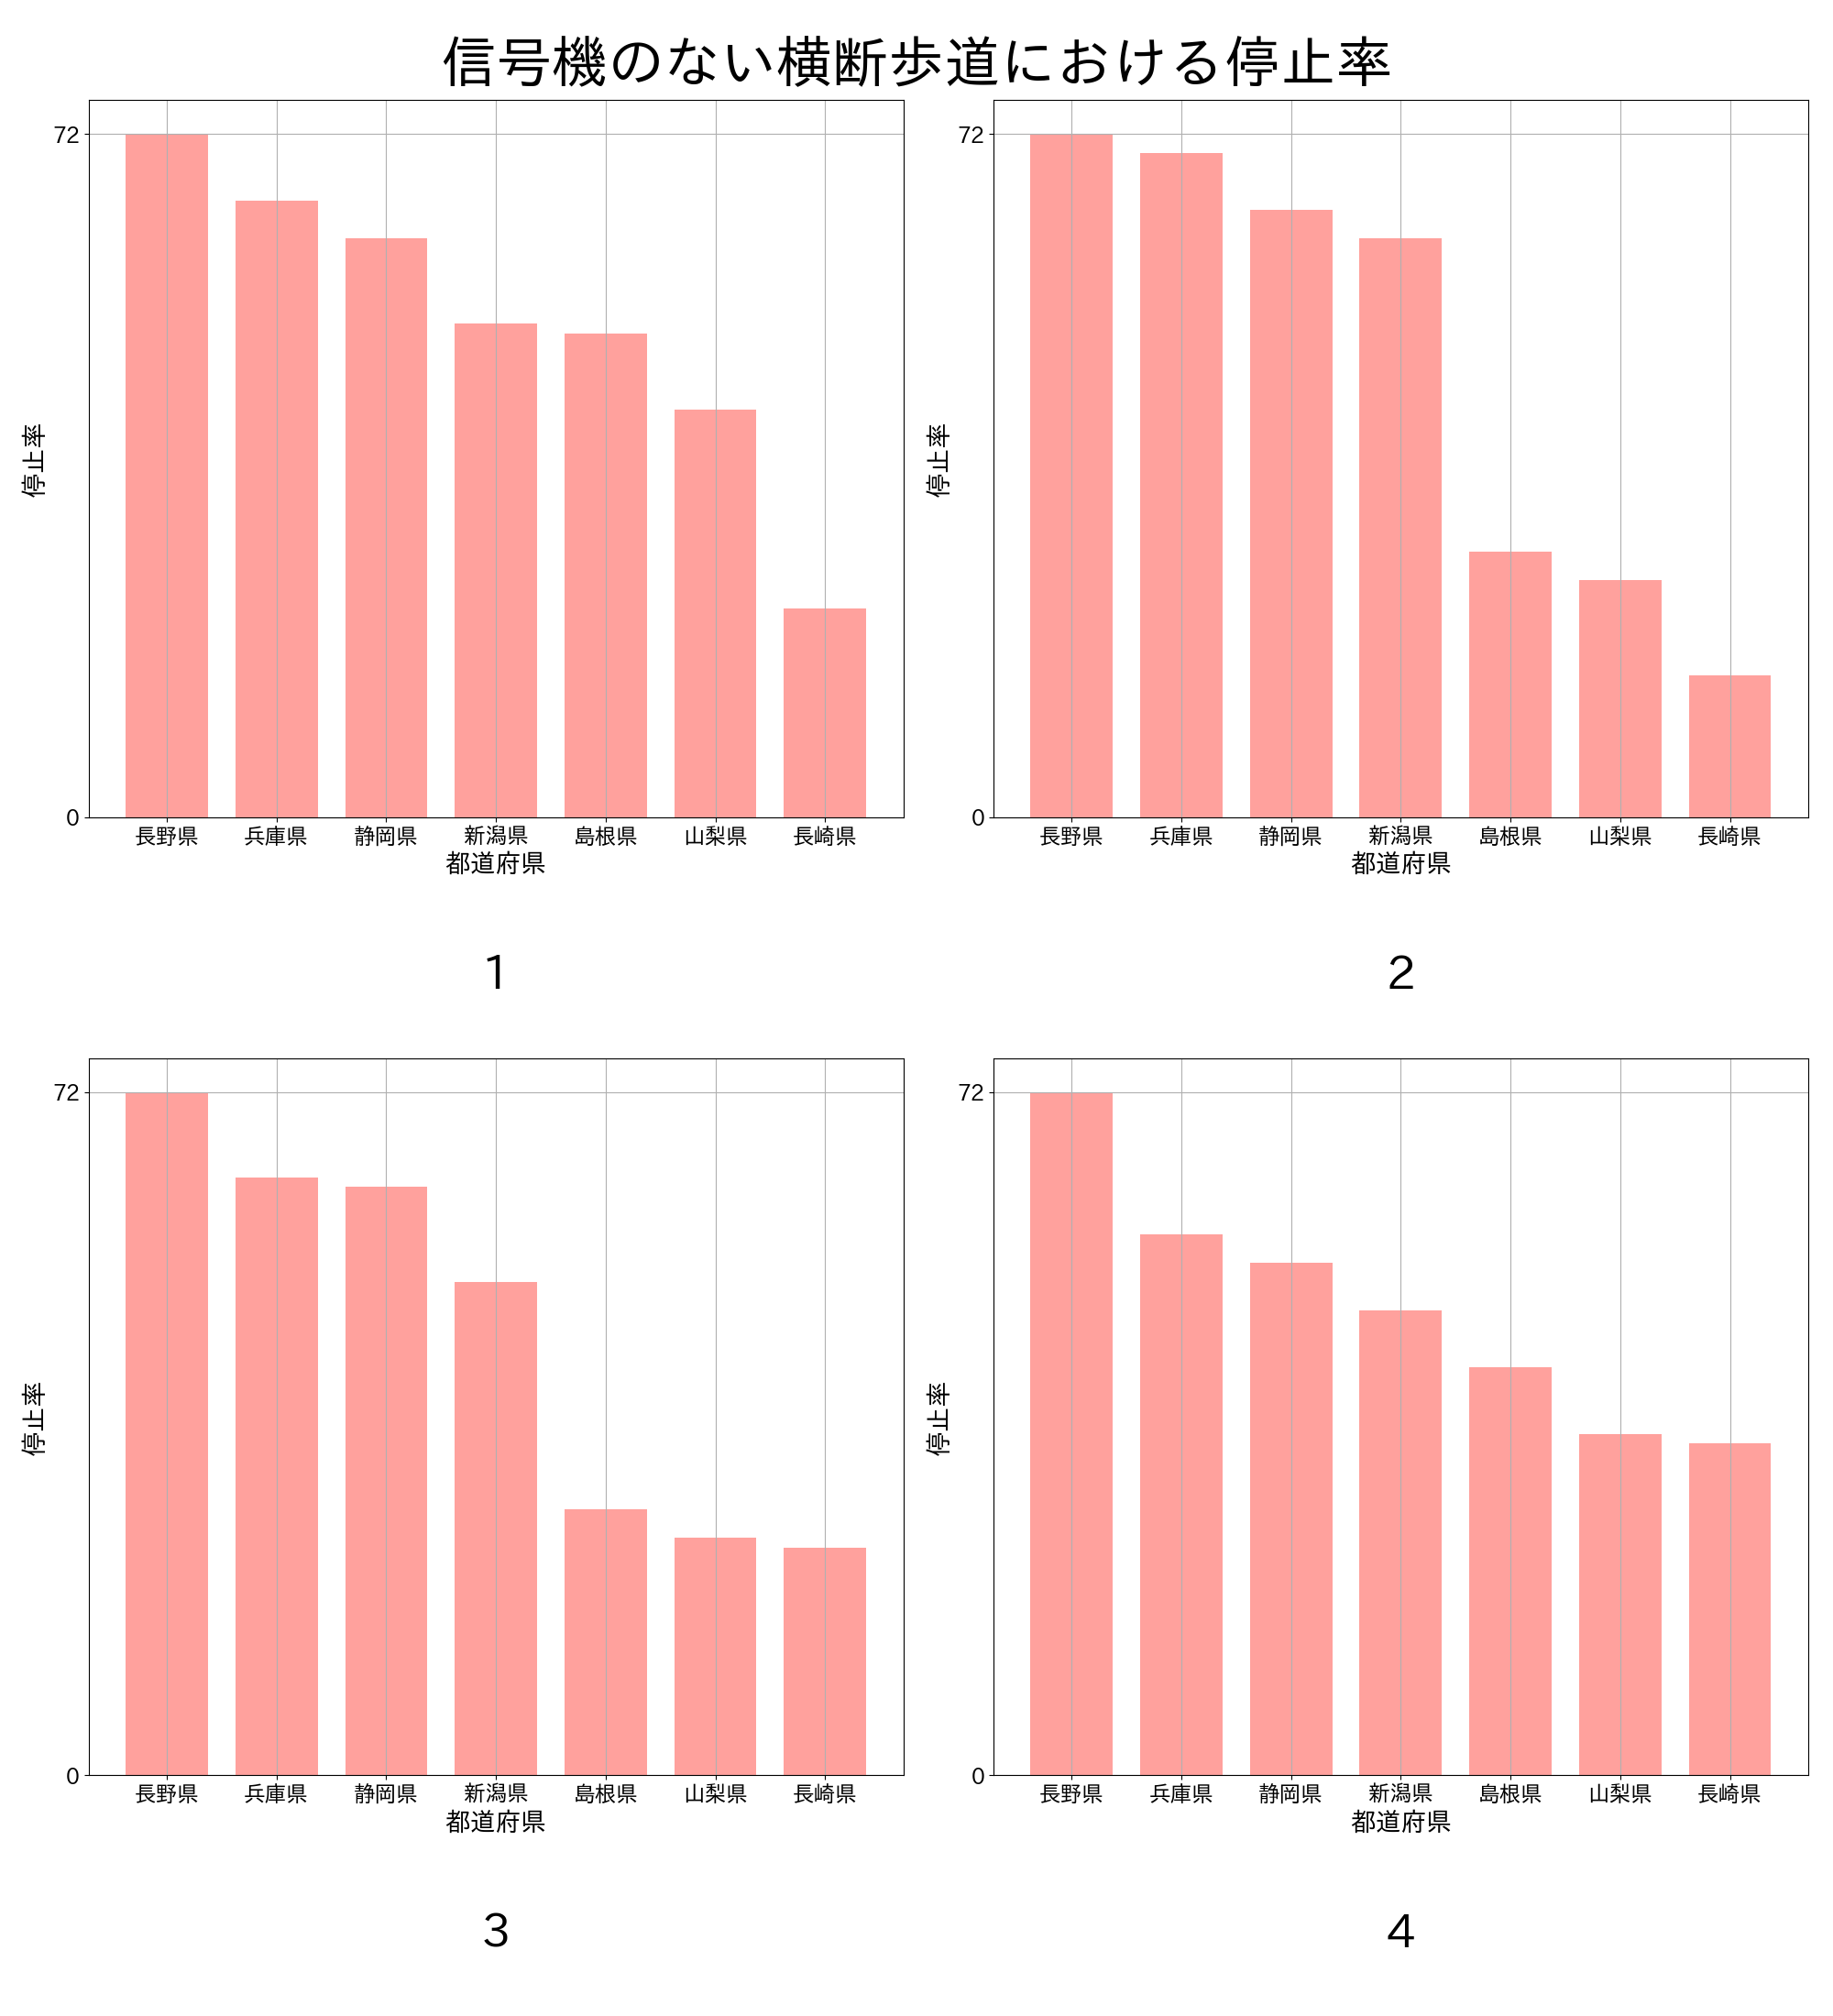 信号機のない横断歩道における停止率
72
0
停止率
長野県 兵庫県 静岡県 新潟県 島根県 山梨県 長崎県
都道府県
1
72
0
停止率
長野県 兵庫県 静岡県 新潟県 島根県 山梨県 長崎県
都道府県
2
72
0
停止率
長野県 兵庫県 静岡県 新潟県 島根県 山梨県 長崎県
都道府県
3
72
0
停止率
長野県 兵庫県 静岡県 新潟県 島根県 山梨県 長崎県
都道府県
4